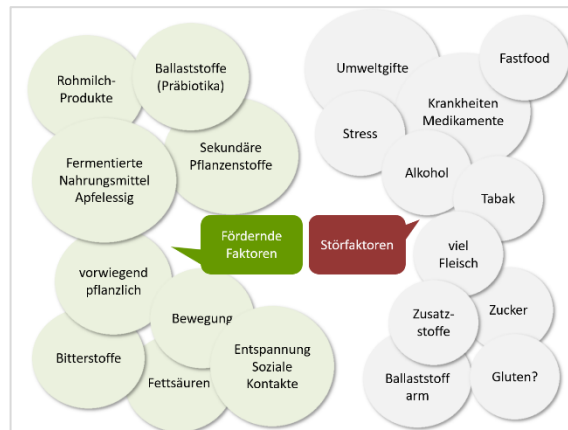 Rohmilch-
Produkte
Ballaststoffe
(Präbiotika)
Fermentierte
Nahrungsmittel
Apfelessig
Sekundäre
Pflanzenstoffe
Fördernde
Faktoren
vorwiegend
pflanzlich
Bewegung
Bitterstoffe
Fettsäuren
Entspannung
Soziale
Kontakte
Umweltgifte
Fastfood
Krankheiten
Medikamente
Stress
Alkohol
Tabak
Störfaktoren
viel
Fleisch
Zusatz-
stoffe
Zucker
Ballaststoff
arm
Gluten?